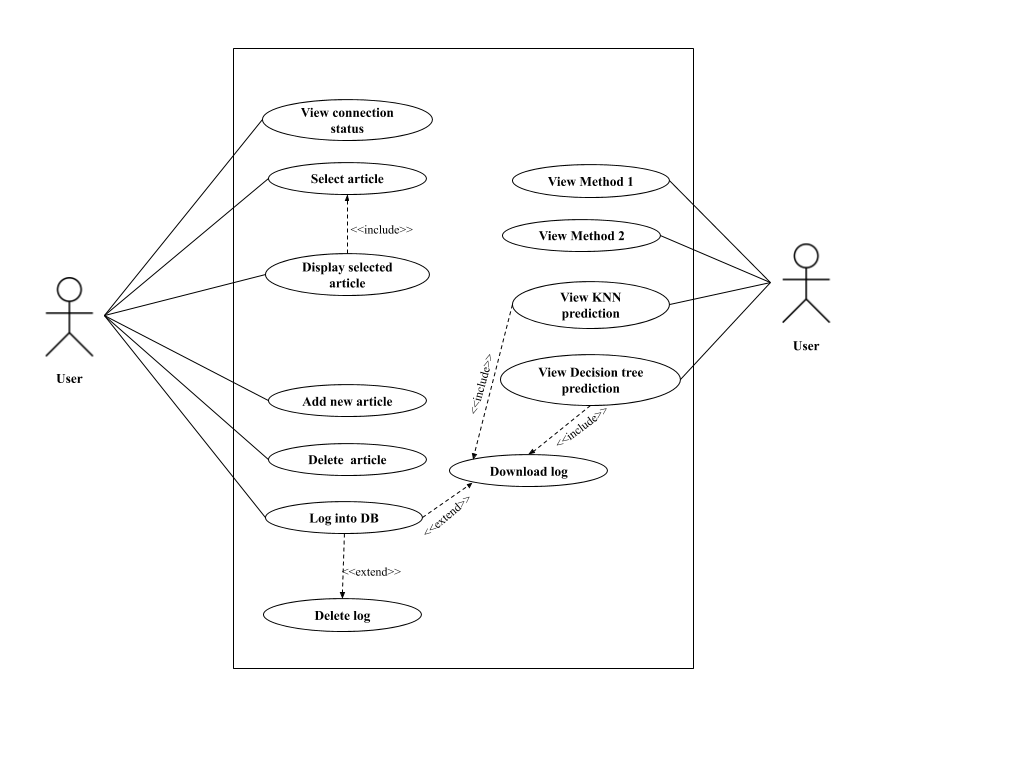 View connection
status
Select article
<<include>>
Display selected
article
User
Add new article
Delete  article
Log into DB
<<extend>>
<<extend>>
Delete log
View Method 1
View Method 2
View KNN
prediction
View Decision tree
prediction
<<include>>
<<include>>
Download log
User